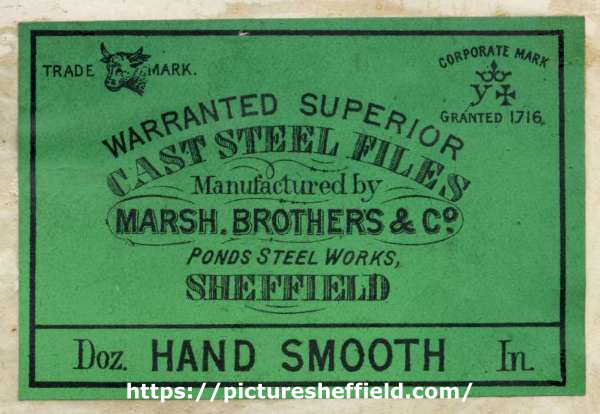 TRADE MARK.
CORPORATE MARK
y
GRANTED 1716,
WARRANTED SUPERIOR
CAST STEEL FILES
Manufactured by
MARSH. BROTHERS & Co.
PONDS STEEL WORKS,
SHEFFIELD
Doz. HAND SMOOTH In.
https://picturesheffield.com/